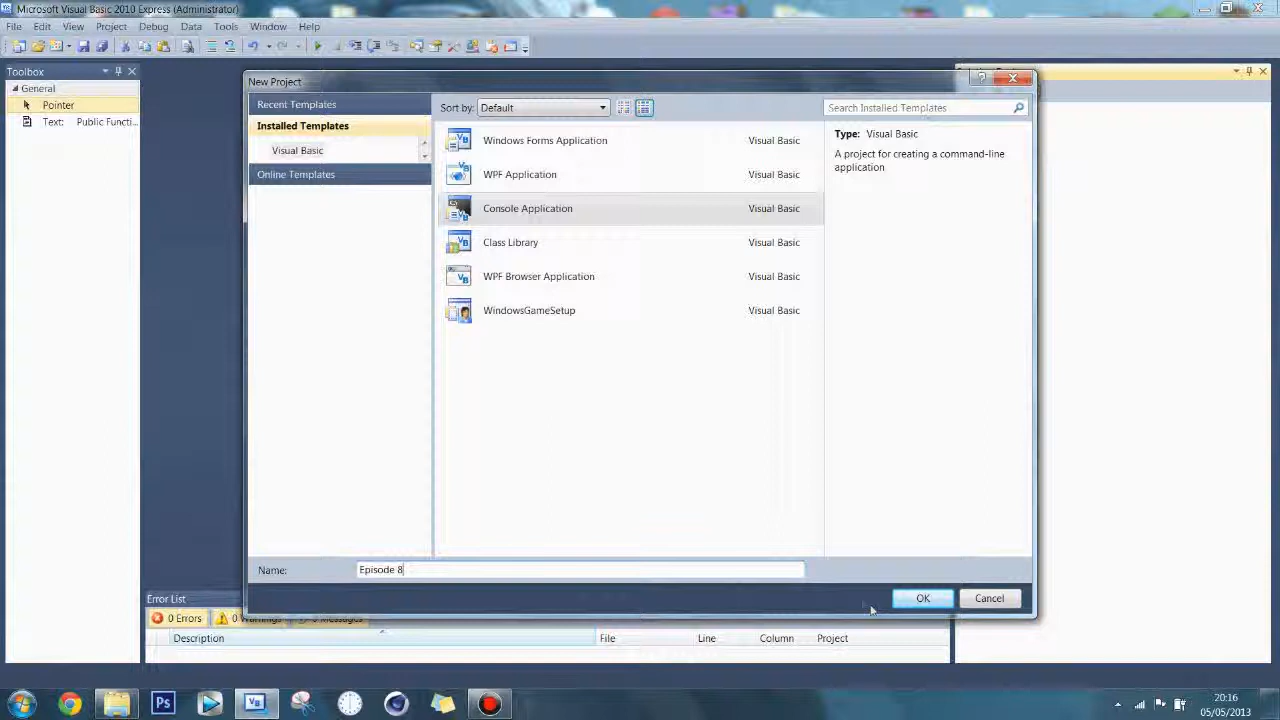 Microsoft Visual Basic 2010 Express (Administrator)
File Edit View Project Debug Data Tools Window Help
Toolbox
General
Pointer
Text: Public Functi...
New Project
Recent Templates
Installed Templates
Visual Basic
Online Templates
Sort by: Default
Search Installed Templates
Windows Forms Application Visual Basic
WPF Application Visual Basic
Console Application Visual Basic
Class Library Visual Basic
WPF Browser Application Visual Basic
WindowsGameSetup Visual Basic
Type: Visual Basic
A project for creating a command-line
application
Name: Episode 8
OK Cancel
Error List
0 Errors 0 Warnings 0 Messages
Description File Line Column Project
20:16
05/05/2013